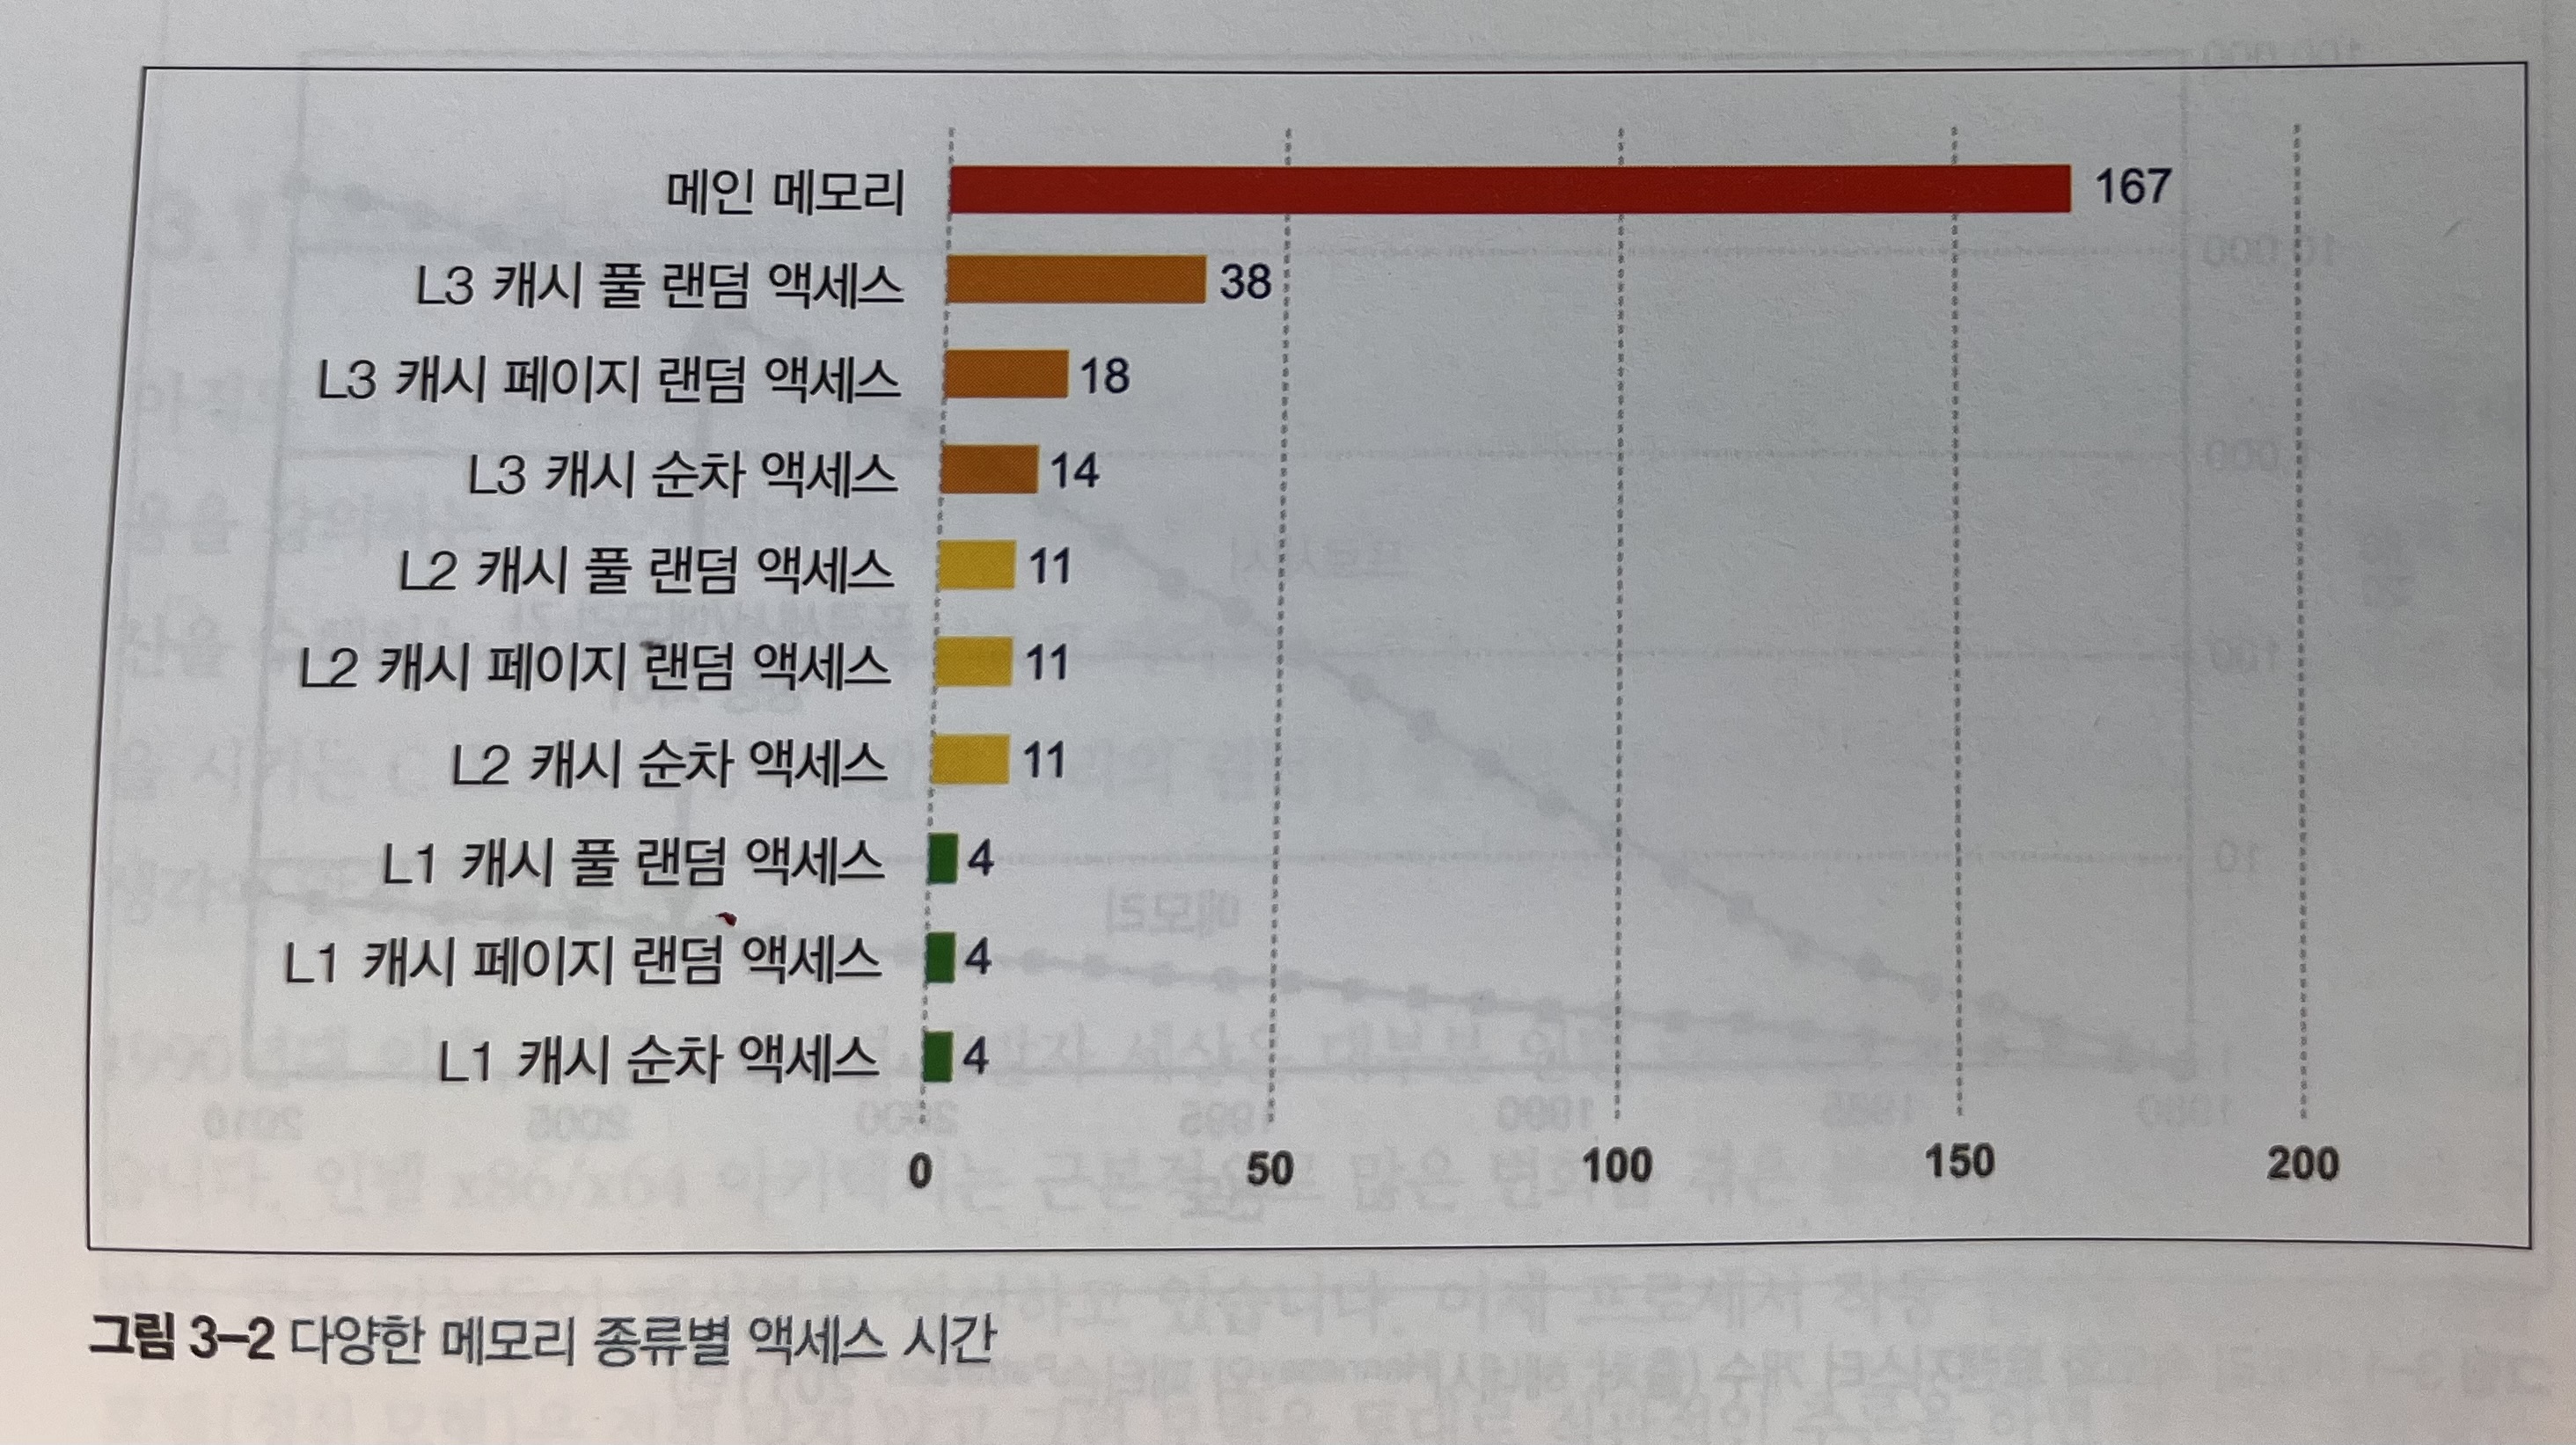 메인 메모리 167
L3 캐시 풀 랜덤 액세스 38
L3 캐시 페이지 랜덤 액세스 18
L3 캐시 순차 액세스 14
L2 캐시 풀 랜덤 액세스 11
L2 캐시 페이지 랜덤 액세스 11
L2 캐시 순차 액세스 11
L1 캐시 풀 랜덤 액세스 4
L1 캐시 페이지 랜덤 액세스 4
L1 캐시 순차 액세스 4
0 50 100 150 200
그림 3-2 다양한 메모리 종류별 액세스 시간